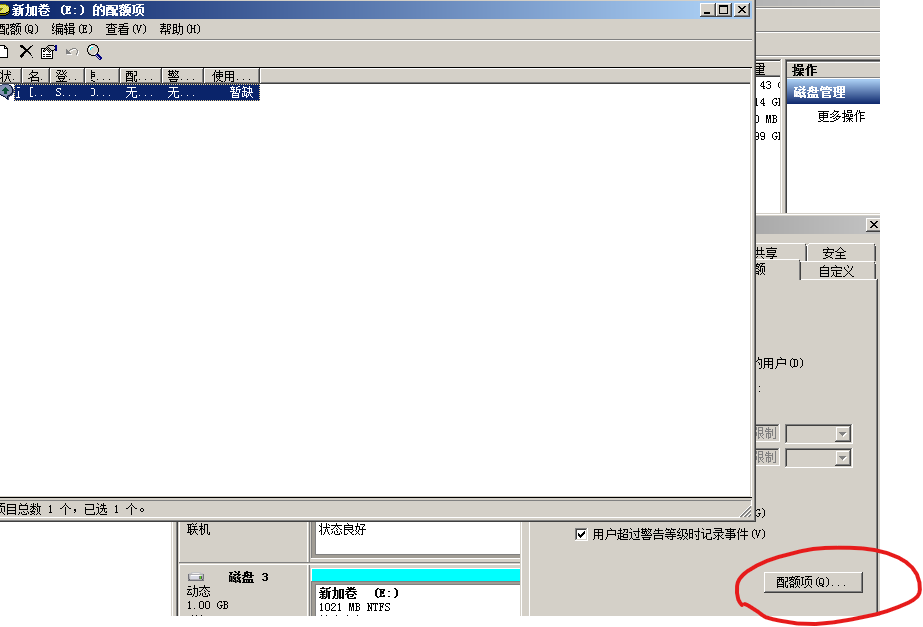 新加卷 (E:) 的配额项
配额(Q) 编辑(E) 查看(V) 帮助(H)
名. 登.. 配... 警... 使用...
[.. S... 无... 无... 暂缺
项目总数 1 个，已选 1 个。
操作
磁盘管理
更多操作
43
14 G
0 MB
99 G
共享 安全
额 自定义
的用户(D)
:
限制
限制
G)
用户超过警告等级时记录事件(V)
配额项(Q)...
联机 状态良好
磁盘 3
动态
1.00 GB
新加卷 (E:)
1021 MB NTFS